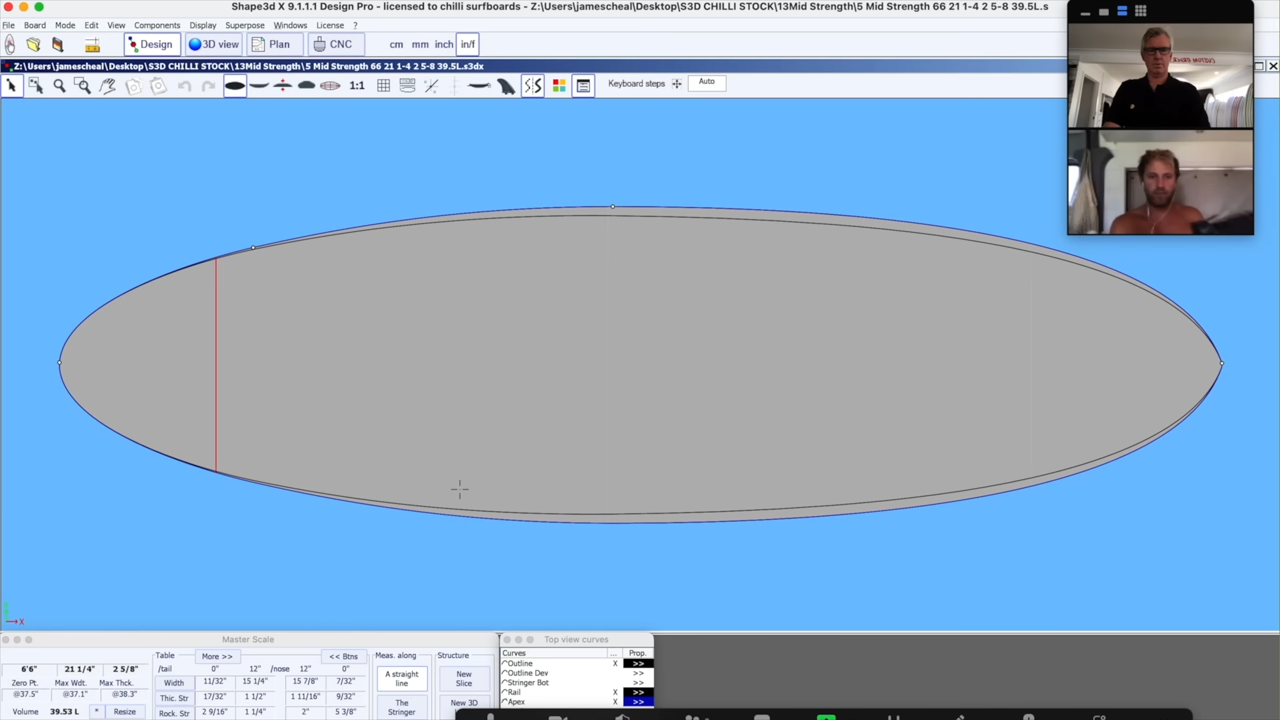 Shape3d X 9.1.1.1 Design Pro - licensed to chilli surfboards - Z:\Users\jamescheal\Desktop\S3D CHILLI STOCK\13Mid Strength\5 Mid Strength 66 21 1-4 2 5-8 39.5L.s
File Board Mode Edit View Components Display Superpose Windows License ?
Design 3D view Plan CNC cm mm inch in/f
Z:\Users\jamescheal\Desktop\S3D CHILLI STOCK\13Mid Strength\5 Mid Strength 66 21 1-4 2 5-8 39.5L.s3dx
1:1 Keyboard steps Auto
X
Master Scale
Table More >> << Btns Meas. along Structure
6'6" 21 1/4" 2 5/8" /tail 0" 12" /nose 12" 0"
Zero Pt. Max Wdt. Max Thck. Width 11/32" 15 1/4" 15 7/8" 7/32" A straight line New Slice
@37.5" @37.1" @38.3" Thic. Str 17/32" 1 1/2" 1 11/16" 9/32"
Volume 39.53 L * Resize Rock. Str 2 9/16" 1 1/4" 2" 5 3/8" The Stringer New 3D
Top view curves
Curves ... Prop.
Outline X >>
Outline Dev >>
Stringer Bot >>
Rail X >>
Apex X >>